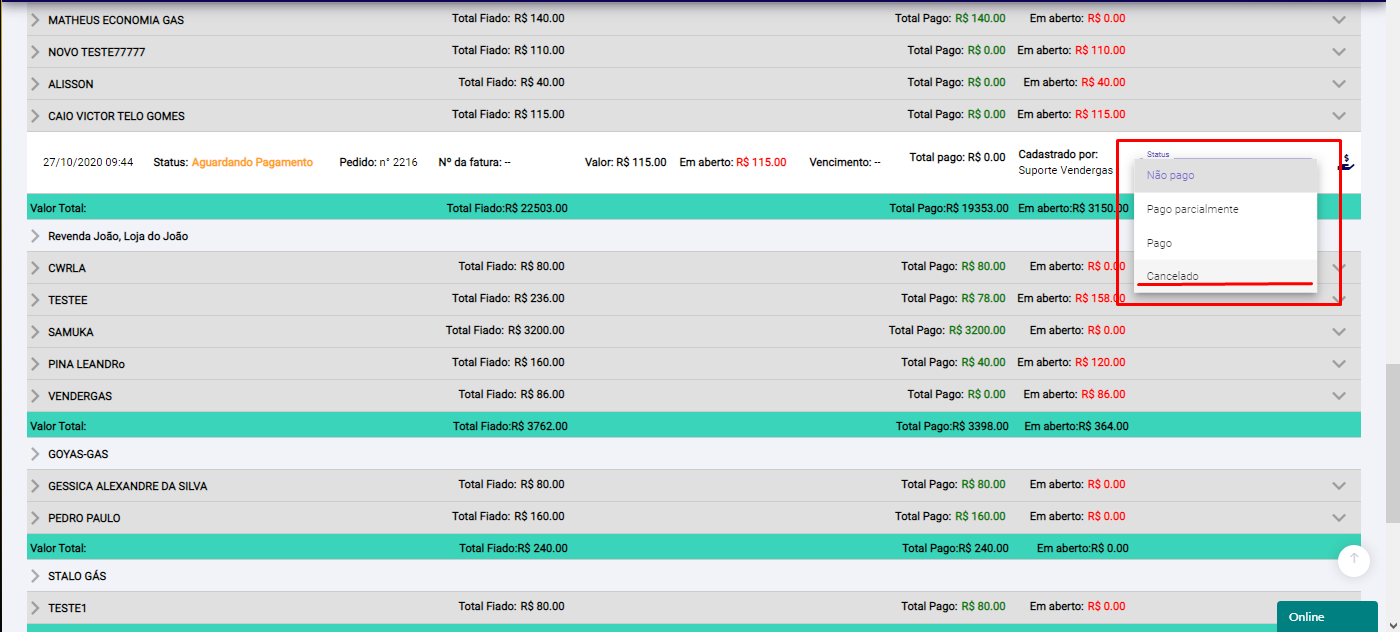 MATHEUS ECONOMIA GAS Total Fiado: R$ 140.00 Total Pago: R$ 140.00 Em aberto: R$ 0.00
NOVO TESTE77777 Total Fiado: R$ 110.00 Total Pago: R$ 0.00 Em aberto: R$ 110.00
ALISSON Total Fiado: R$ 40.00 Total Pago: R$ 0.00 Em aberto: R$ 40.00
CAIO VICTOR TELO GOMES Total Fiado: R$ 115.00 Total Pago: R$ 0.00 Em aberto: R$ 115.00
27/10/2020 09:44 Status: Aguardando Pagamento Pedido: n° 2216 Nº da fatura: -- Valor: R$ 115.00 Em aberto: R$ 115.00 Vencimento: -- Total pago: R$ 0.00 Cadastrado por:
Suporte Vendergas
Status
Não pago
Pago parcialmente
Pago
Cancelado
Valor Total: Total Fiado:R$ 22503.00 Total Pago:R$ 19353.00 Em aberto:R$ 3150.00
Revenda João, Loja do João
CWRLA Total Fiado: R$ 80.00 Total Pago: R$ 80.00 Em aberto: R$ 0.00
TESTEE Total Fiado: R$ 236.00 Total Pago: R$ 78.00 Em aberto: R$ 158.00
SAMUKA Total Fiado: R$ 3200.00 Total Pago: R$ 3200.00 Em aberto: R$ 0.00
PINA LEANDRo Total Fiado: R$ 160.00 Total Pago: R$ 40.00 Em aberto: R$ 120.00
VENDERGAS Total Fiado: R$ 86.00 Total Pago: R$ 0.00 Em aberto: R$ 86.00
Valor Total: Total Fiado:R$ 3762.00 Total Pago:R$ 3398.00 Em aberto:R$ 364.00
GOYAS-GAS
GESSICA ALEXANDRE DA SILVA Total Fiado: R$ 80.00 Total Pago: R$ 80.00 Em aberto: R$ 0.00
PEDRO PAULO Total Fiado: R$ 160.00 Total Pago: R$ 160.00 Em aberto: R$ 0.00
Valor Total: Total Fiado:R$ 240.00 Total Pago:R$ 240.00 Em aberto:R$ 0.00
STALO GÁS
TESTE1 Total Fiado: R$ 80.00 Total Pago: R$ 80.00 Em aberto: R$ 0.00
Online